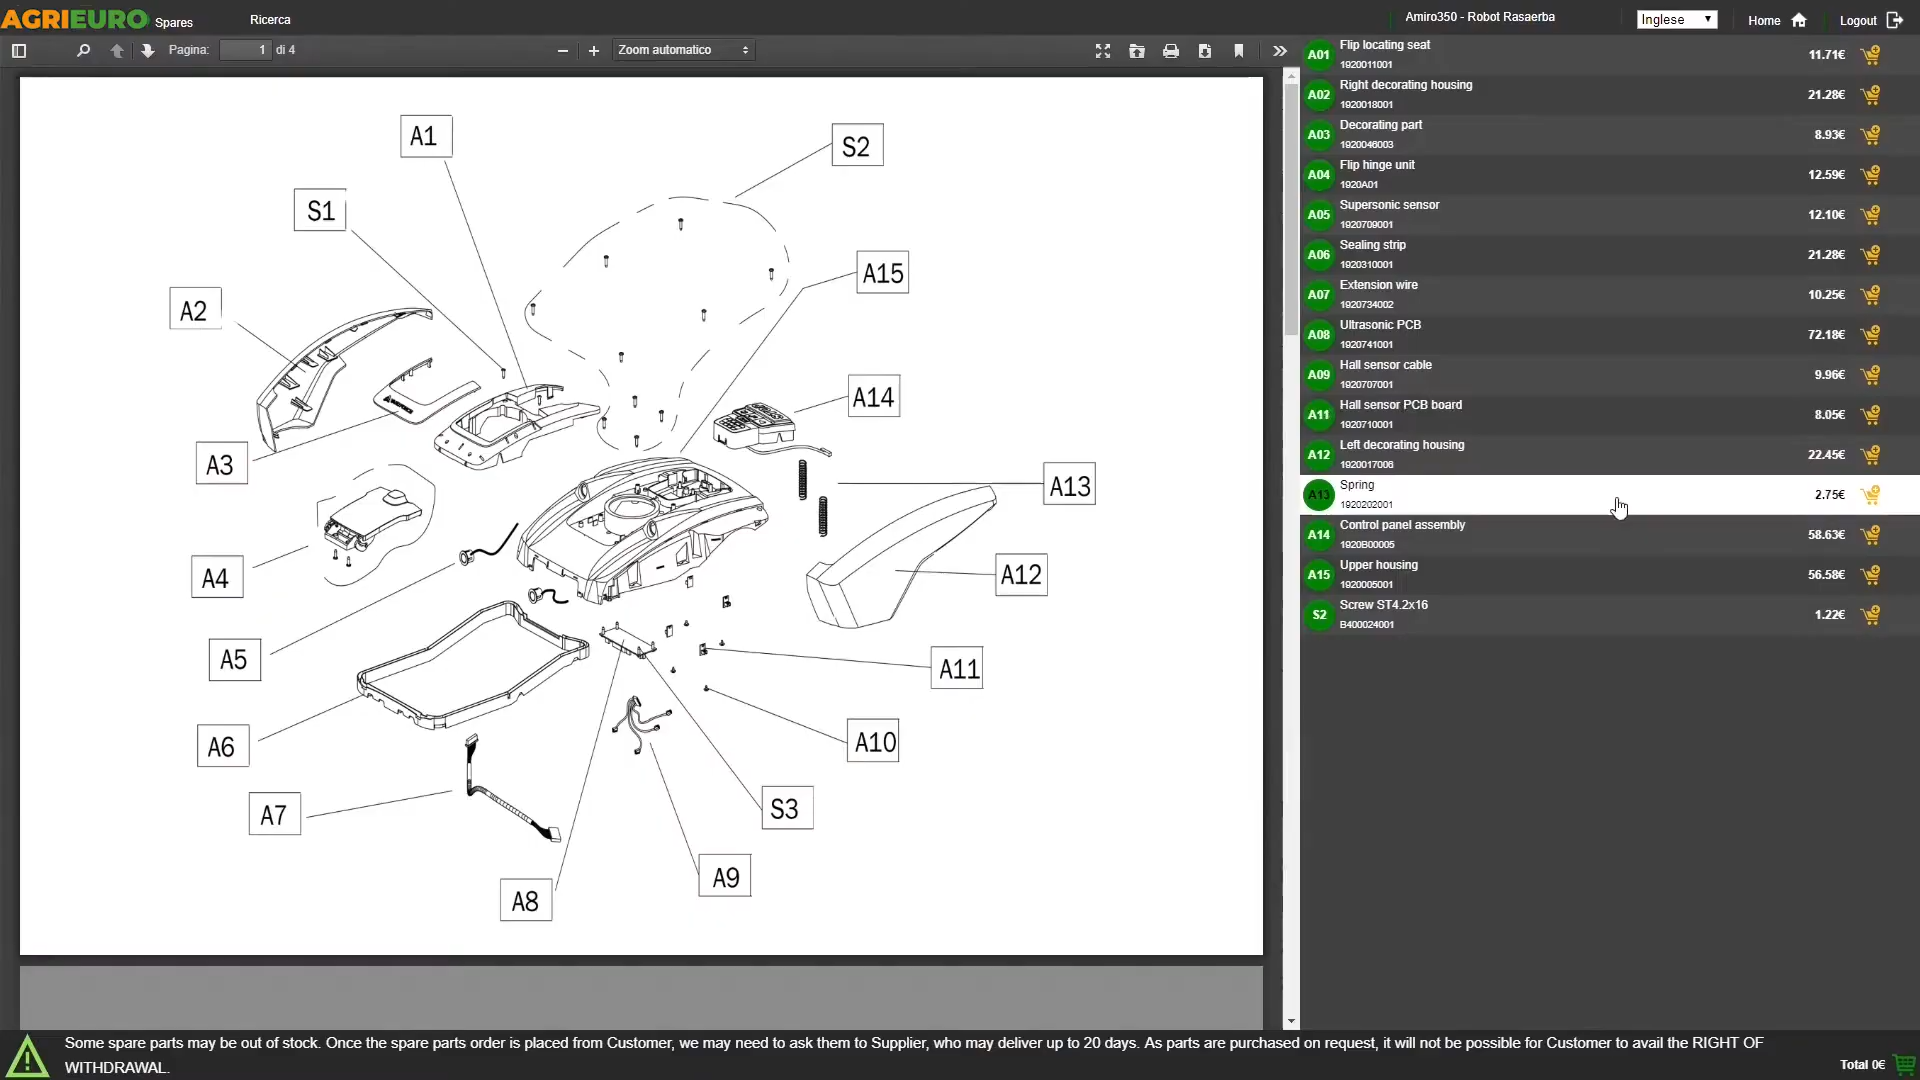 AGRIEURO Spares
Ricerca
Amiro350 - Robot Rasaerba
Inglese
Home
Logout
Pagina: 1 di 4
Zoom automatico
A1
S2
S1
A15
A2
A14
A3
A13
A4
A12
A5
A11
A6
A10
A7
S3
A9
A8
A01 Flip locating seat 11.71€
1920011001
A02 Right decorating housing 21.28€
1920018001
A03 Decorating part 8.93€
1920046003
A04 Flip hinge unit 12.59€
1920A01
A05 Supersonic sensor 12.10€
1920709001
A06 Sealing strip 21.28€
1920310001
A07 Extension wire 10.25€
1920734002
A08 Ultrasonic PCB 72.18€
1920741001
A09 Hall sensor cable 9.96€
1920707001
A11 Hall sensor PCB board 8.05€
1920710001
A12 Left decorating housing 22.45€
1920017006
A13 Spring 2.75€
1920202001
A14 Control panel assembly 58.63€
1920B00005
A15 Upper housing 56.58€
1920005001
S2 Screw ST4.2x16 1.22€
B400024001
Some spare parts may be out of stock. Once the spare parts order is placed from Customer, we may need to ask them to Supplier, who may deliver up to 20 days. As parts are purchased on request, it will not be possible for Customer to avail the RIGHT OF
WITHDRAWAL.
Total 0€